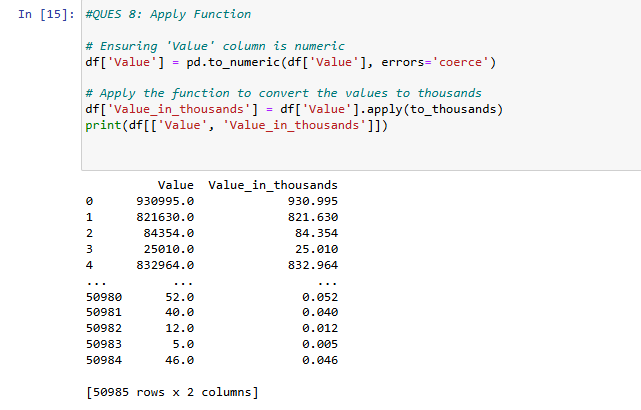 In [15]: #QUES 8: Apply Function
# Ensuring 'Value' column is numeric
df['Value'] = pd.to_numeric(df['Value'], errors='coerce')
# Apply the function to convert the values to thousands
df['Value_in_thousands'] = df['Value'].apply(to_thousands)
print(df[['Value', 'Value_in_thousands']])
Value Value_in_thousands
0 930995.0 930.995
1 821630.0 821.630
2 84354.0 84.354
3 25010.0 25.010
4 832964.0 832.964
... ... ...
50980 52.0 0.052
50981 40.0 0.040
50982 12.0 0.012
50983 5.0 0.005
50984 46.0 0.046
[50985 rows x 2 columns]